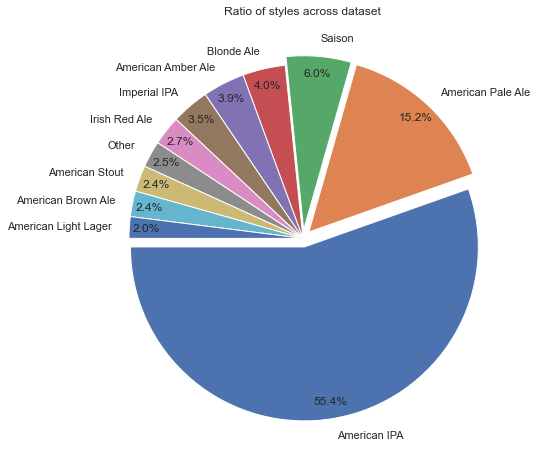 Ratio of styles across dataset
Saison
6.0%
Blonde Ale
4.0%
American Amber Ale
3.9%
Imperial IPA
3.5%
Irish Red Ale
2.7%
Other
2.5%
American Stout
2.4%
American Brown Ale
2.4%
American Light Lager
2.0%
American Pale Ale
15.2%
55.4%
American IPA